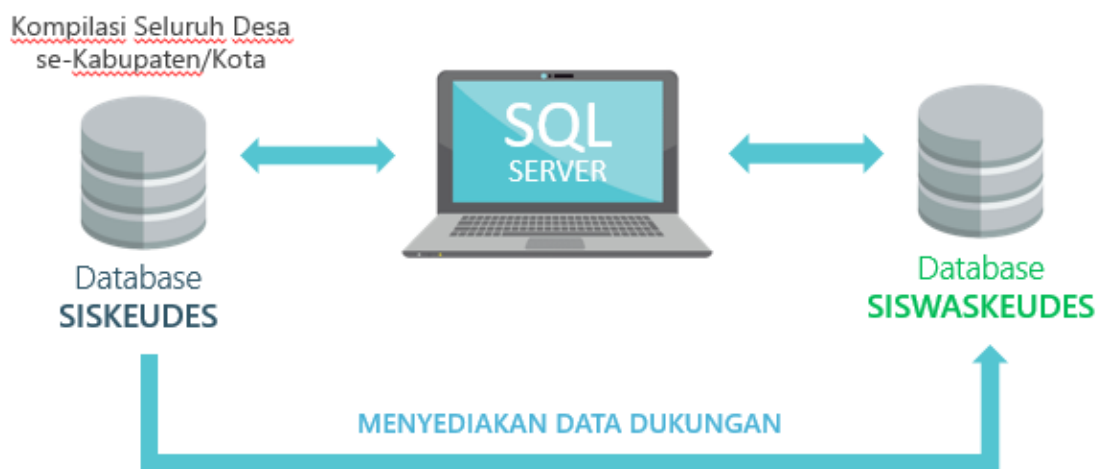 Kompilasi Seluruh Desa
se-Kabupaten/Kota
SQL
SERVER
Database
SISKEUDES
Database
SISWASKEUDES
MENYEDIAKAN DATA DUKUNGAN